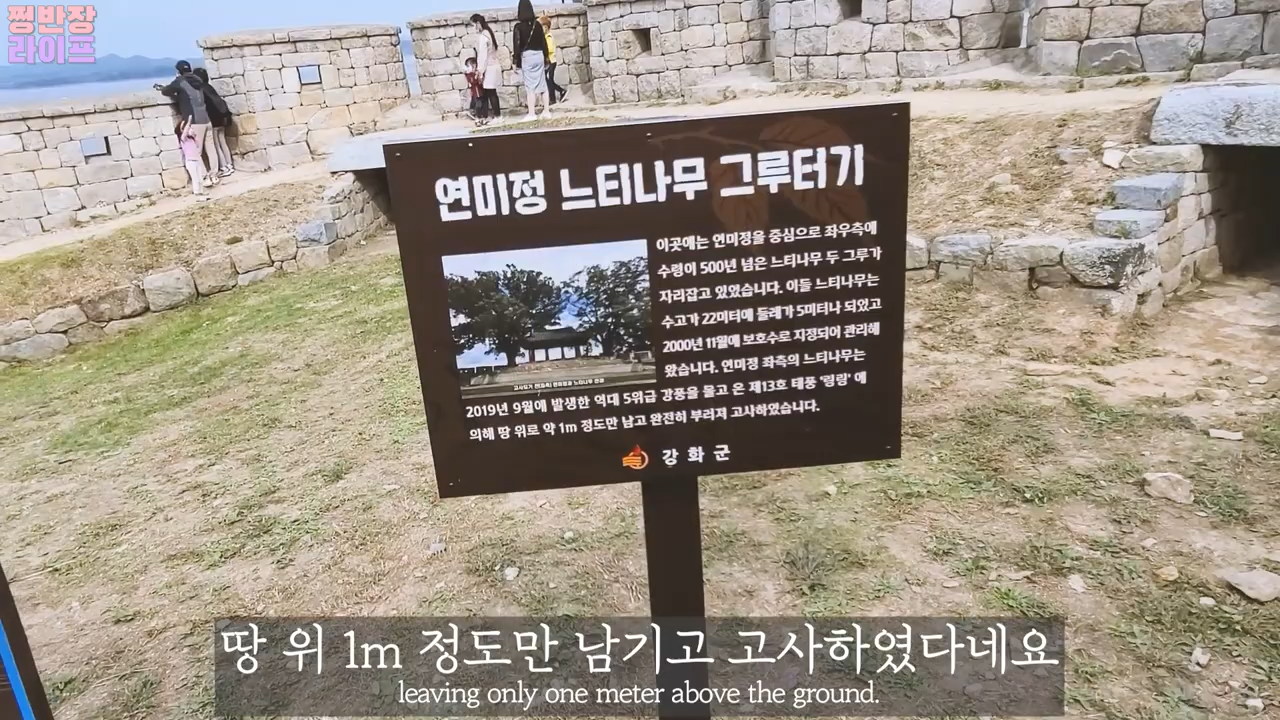 찡반장
라이프
연미정 느티나무 그루터기
이곳에는 연미정을 중심으로 좌우측에
수령이 500년 넘은 느티나무 두 그루가
자리잡고 있었습니다. 이들 느티나무는
수고가 22미터에 둘레가 5미터나 되었고
2000년 11월에 보호수로 지정되어 관리해
왔습니다. 연미정 좌측의 느티나무는
2019년 9월에 발생한 역대 5위급 강풍을 몰고 온 제13호 태풍 '링링' 에
의해 땅 위로 약 1m 정도만 남고 완전히 부러져 고사하였습니다.
강화군
땅 위 1m 정도만 남기고 고사하였다네요
leaving only one meter above the ground.